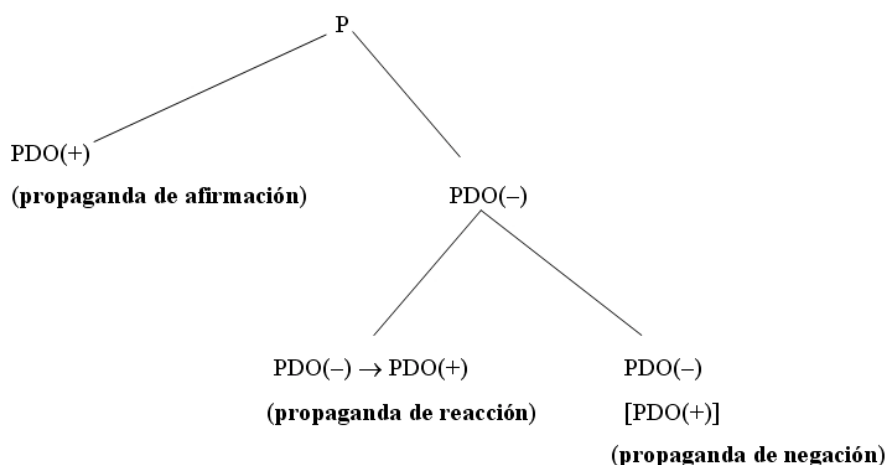 P
PDO(+)
(propaganda de afirmación)
PDO(–)
PDO(–) → PDO(+)
(propaganda de reacción)
PDO(–)
[PDO(+)]
(propaganda de negación)